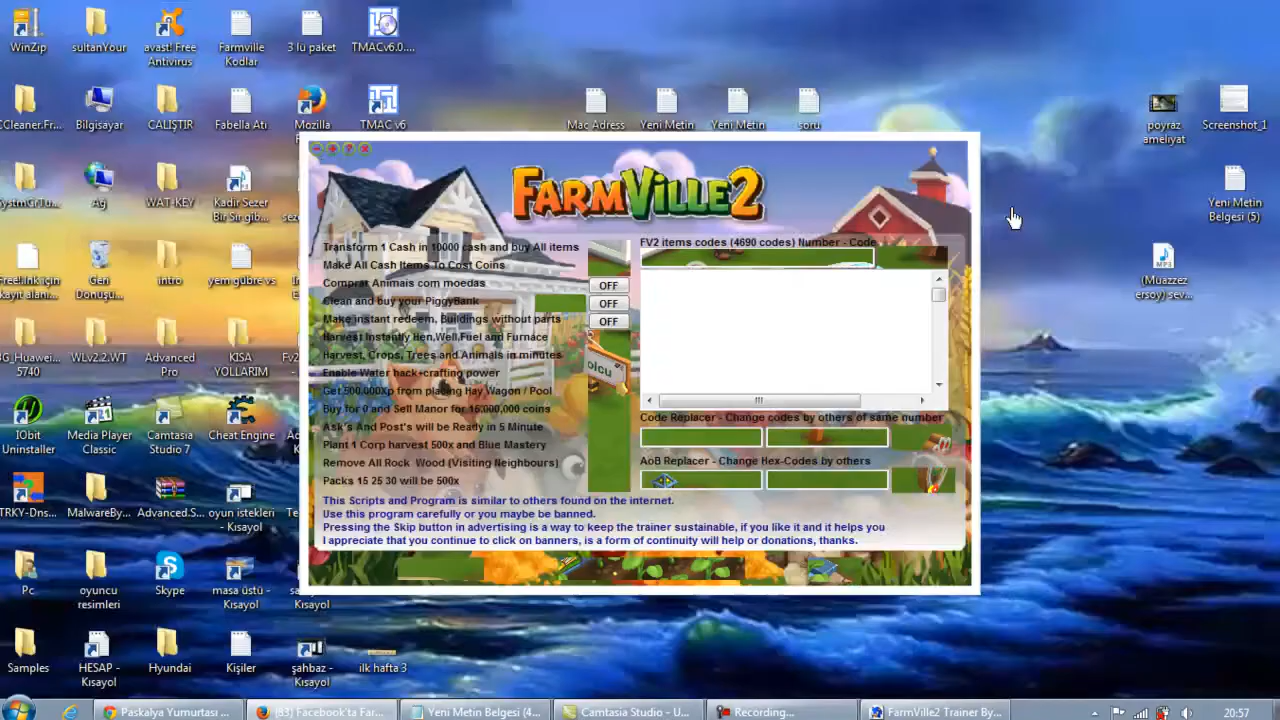 WinZip
sultanYour
avast! Free Antivirus
Farmville Kodlar
3 lü paket
TMACv6.0....
CCleaner.Fr...
Bilgisayar
ÇALIŞTIR
Fabella Atı
Mozilla
TMAC v6
Mac Adress
Yeni Metin
Yeni Metin
soru
poyraz ameliyat
Screenshot_1
Ağ
WAT-KEY
Kadir Sezer Bir Sırgib...
Yeni Metin Belgesi (5)
Geri Dönüşü...
intro
yem.gübre vs
(Muazzez ersoy) sev...
3G_Huawei... 5740
WLv2.2.WT
Advanced Pro
KISA YOLLARIM
IObit Uninstaller
Media Player Classic
Camtasia Studio 7
Cheat Engine
TRKY-Dns...
MalwareBy...
Advanced.S...
oyun istekleri - Kısayol
Pc
oyuncu resimleri
Skype
masa üstü - Kısayol
Kısayol
Samples
HESAP - Kısayol
Hyundai
Kişiler
şahbaz - Kısayol
ilk hafta 3
FARMVILLE2
Transform 1 Cash in 10000 cash and buy All items
Make All Cash Items To Cost Coins
Comprar Animais com moedas
OFF
Clean and buy your PiggyBank
OFF
Make instant redeem, Buildings without parts
OFF
Harvest Instantly Hen,Well,Fuel and Furnace
Harvest, Crops, Trees and Animals in minutes
Enable Water hack+crafting power
Get 500.000Xp from placing Hay Wagon / Pool
Buy for 0 and Sell Manor for 15.000,000 coins
Ask's And Post's will be Ready in 5 Minute
Plant 1 Corp harvest 500x and Blue Mastery
Remove All Rock Wood (Visiting Neighbours)
Packs 15 25 30 will be 500x
FV2 items codes (4690 codes) Number - Code
Code Replacer - Change codes by others of same number
AoB Replacer - Change Hex-Codes by others
This Scripts and Program is similar to others found on the internet.
Use this program carefully or you maybe be banned.
Pressing the Skip button in advertising is a way to keep the trainer sustainable, if you like it and it helps you
I appreciate that you continue to click on banners, is a form of continuity will help or donations, thanks.
Paskalya Yumurtası ...
(83) Facebook'ta Far...
Yeni Metin Belgesi (4...
Camtasia Studio - U...
Recording...
FarmVille2 Trainer By...
20:57